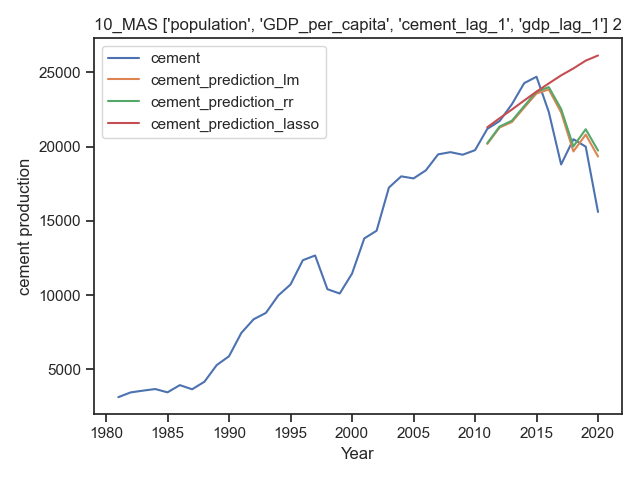 10_MAS ['population', 'GDP_per_capita', 'cement_lag_1', 'gdp_lag_1'] 2
cement
cement_prediction_lm
cement_prediction_rr
cement_prediction_lasso
25000
20000
15000
10000
5000
cement production
1980 1985 1990 1995 2000 2005 2010 2015 2020
Year